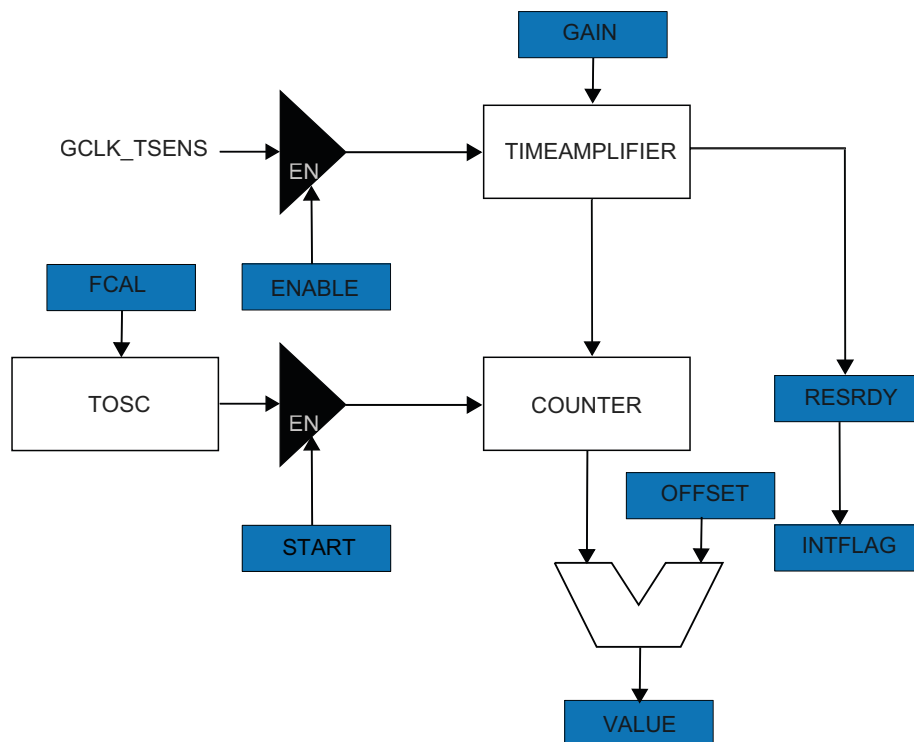 GAIN
GCLK_TSENS
EN
TIMEAMPLIFIER
FCAL
ENABLE
TOSC
EN
COUNTER
RESRDY
OFFSET
START
INTFLAG
VALUE